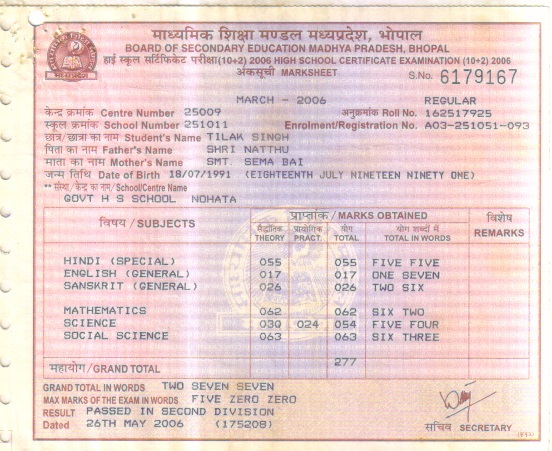 माध्यमिक शिक्षा मण्डल मध्यप्रदेश, भोपाल
BOARD OF SECONDARY EDUCATION MADHYA PRADESH, BHOPAL
हाई स्कूल सर्टिफिकेट परीक्षा(10+2) 2006 HIGH SCHOOL CERTIFICATE EXAMINATION (10+2) 2006
अंकसूची MARKSHEET
S.No. 6179167
MARCH - 2006 REGULAR
केन्द्र क्रमांक Centre Number 25009 अनुक्रमांक Roll No. 162517925
स्कूल क्रमांक School Number 251011 Enrolment/Registration No. A03-251051-093
छात्र/छात्रा का नाम Student's Name TILAK SINGH
पिता का नाम Father's Name SHRI NATTHU
माता का नाम Mother's Name SMT. SEMA BAI
जन्म तिथि Date of Birth 18/07/1991 (EIGHTEENTH JULY NINETEEN NINETY ONE)
** संस्था/केन्द्र का नाम/School/Centre Name
GOVT H S SCHOOL NOHATA
विषय/SUBJECTS प्राप्तांक/MARKS OBTAINED विशेष REMARKS
सैद्धांतिक THEORY प्रायोगिक PRACT. योग TOTAL योग शब्दों में TOTAL IN WORDS
HINDI (SPECIAL) 055 055 FIVE FIVE
ENGLISH (GENERAL) 017 017 ONE SEVEN
SANSKRIT (GENERAL) 026 026 TWO SIX
MATHEMATICS 062 062 SIX TWO
SCIENCE 030 024 054 FIVE FOUR
SOCIAL SCIENCE 063 063 SIX THREE
महायोग/GRAND TOTAL 277
GRAND TOTAL IN WORDS TWO SEVEN SEVEN
MAX MARKS OF THE EXAM IN WORDS FIVE ZERO ZERO
RESULT PASSED IN SECOND DIVISION
Dated 26TH MAY 2006 (175208)
सचिव SECRETARY